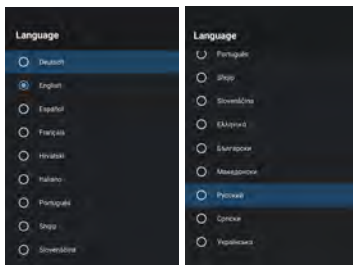 Language
Deutsch
English
Español
Français
Hrvatski
Italiano
Português
Shqip
Slovenščina
Language
Português
Shqip
Slovenščina
Ελληνικά
Български
Македонски
Русский
Српски
Українська